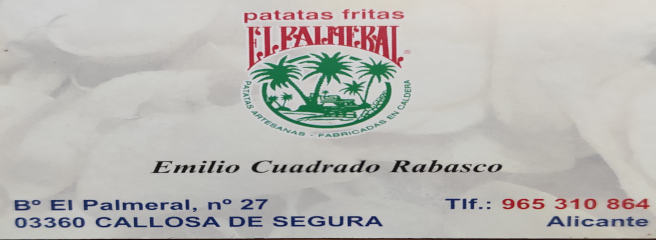 patatas fritas
EL PALMERAL
PATATAS ARTESANAS - FABRICADAS EN CALDERA
Emilio Cuadrado Rabasco
Bº El Palmeral, nº 27
Tlf.: 965 310 864
03360 CALLOSA DE SEGURA
Alicante